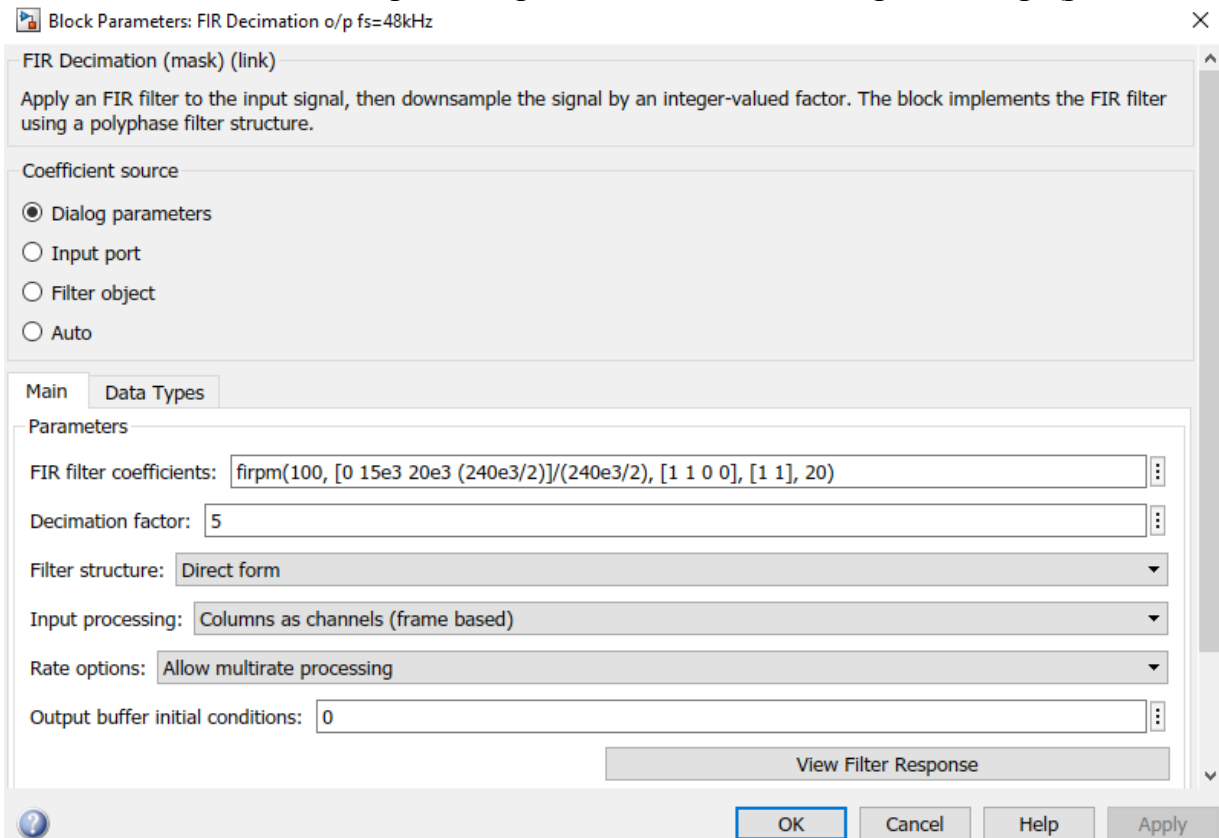 Block Parameters: FIR Decimation o/p fs=48kHz
FIR Decimation (mask) (link)
Apply an FIR filter to the input signal, then downsample the signal by an integer-valued factor. The block implements the FIR filter
using a polyphase filter structure.
Coefficient source
Dialog parameters
Input port
Filter object
Auto
Main Data Types
Parameters
FIR filter coefficients: firpm(100, [0 15e3 20e3 (240e3/2)]/(240e3/2), [1 1 0 0], [1 1], 20)
Decimation factor: 5
Filter structure: Direct form
Input processing: Columns as channels (frame based)
Rate options: Allow multirate processing
Output buffer initial conditions: 0
View Filter Response
OK Cancel Help Apply